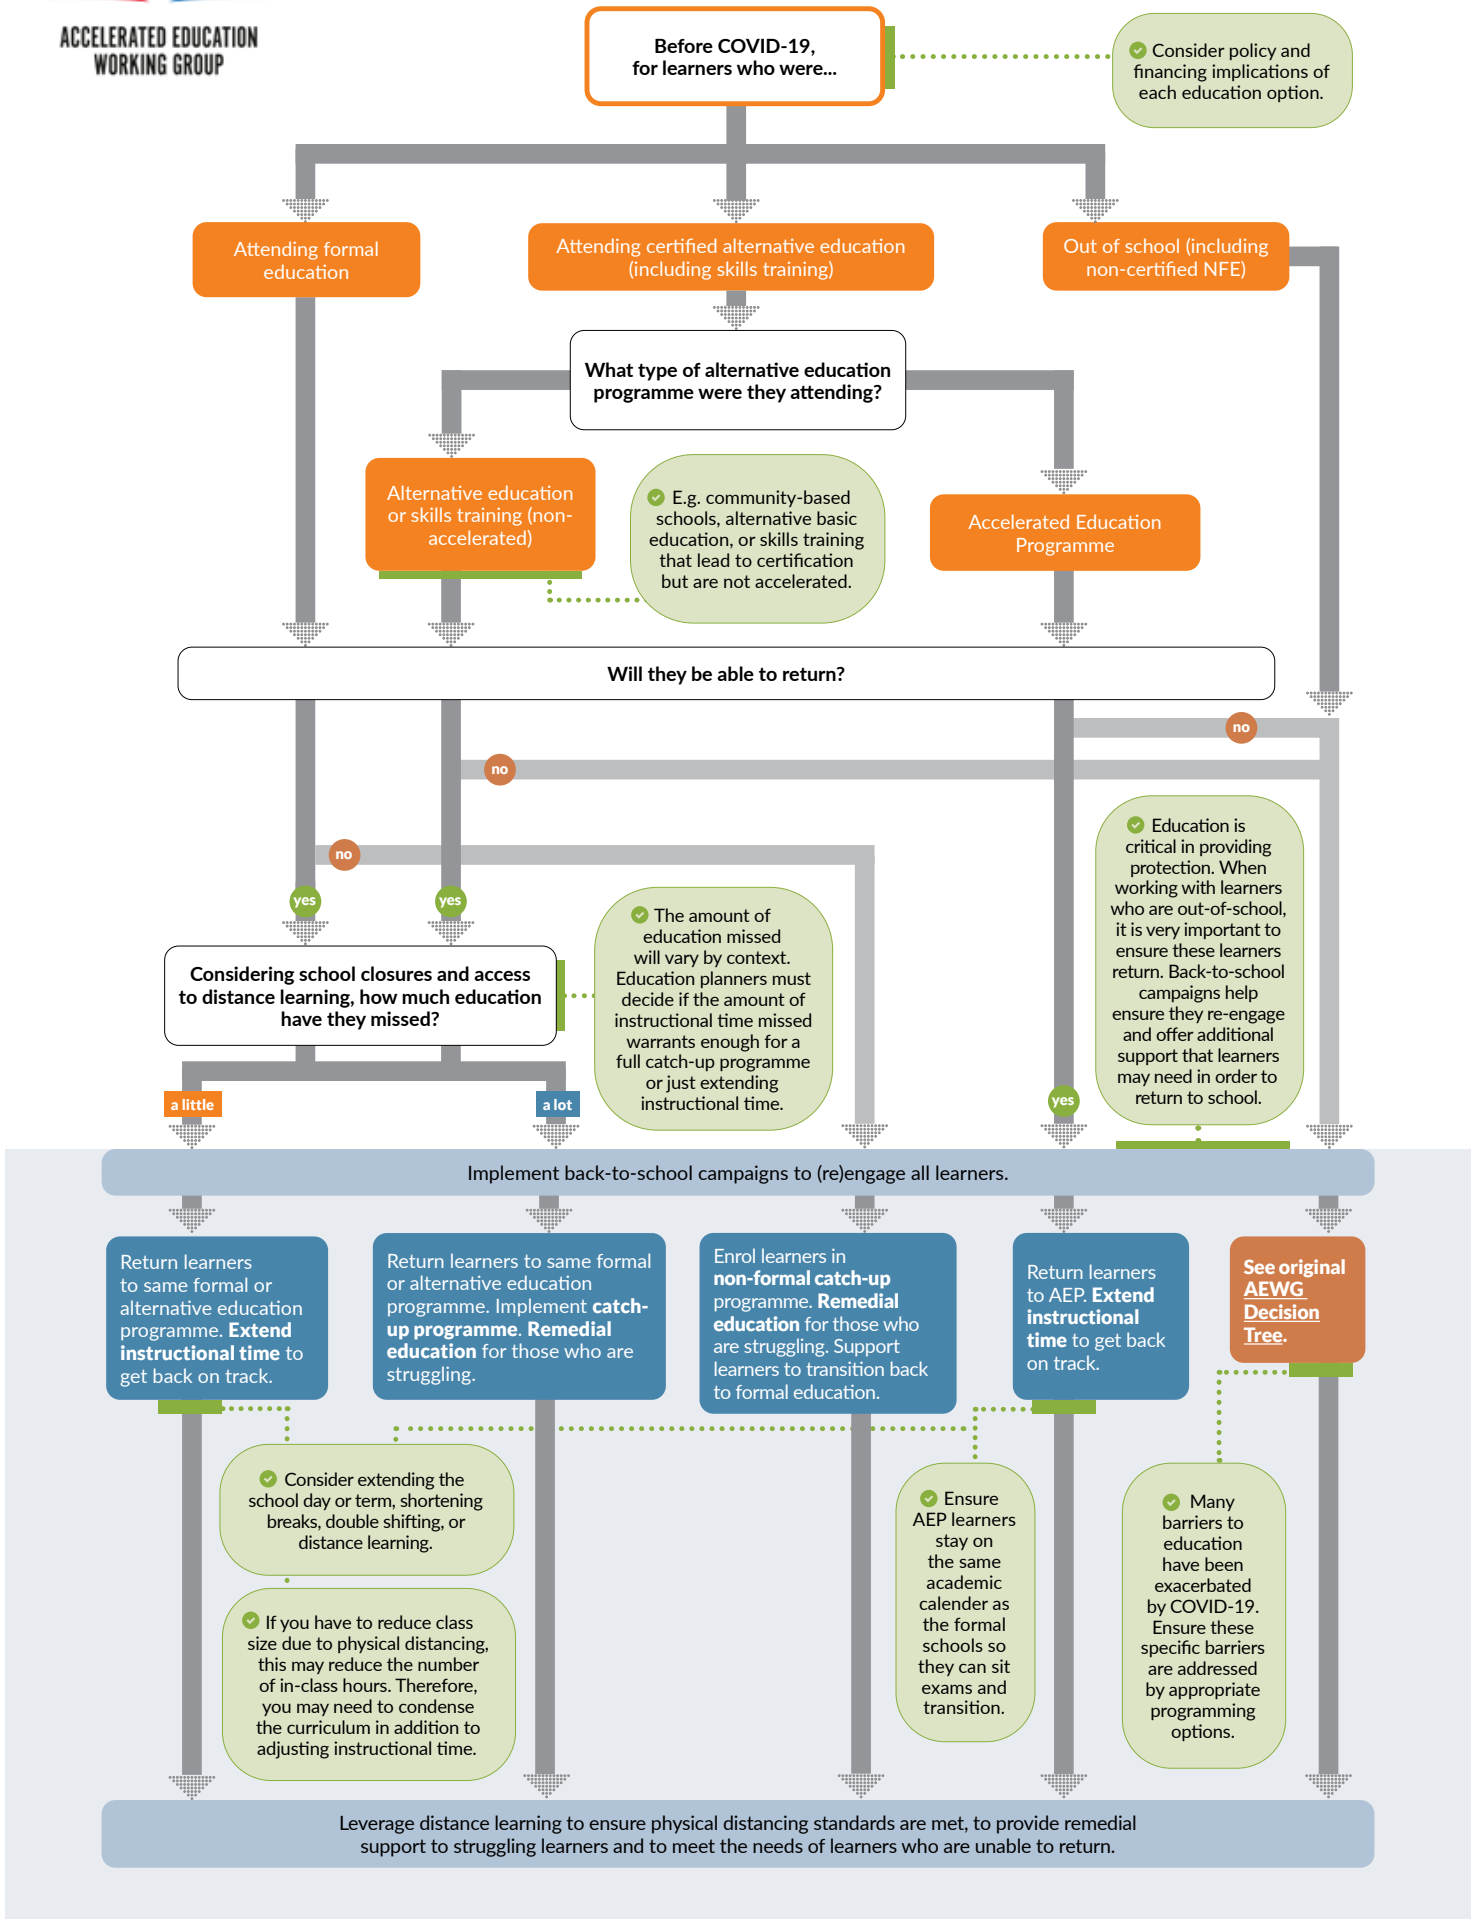 ACCELERATED EDUCATION
WORKING GROUP
Before COVID-19,
for learners who were...
Consider policy and
financing implications of
each education option.
Attending formal
education
Attending certified alternative education
(including skills training)
Out of school (including
non-certified NFE)
What type of alternative education
programme were they attending?
Alternative education
or skills training (non-
accelerated)
E.g. community-based
schools, alternative basic
education, or skills training
that lead to certification
but are not accelerated.
Accelerated Education
Programme
Will they be able to return?
no
no
no
yes
yes
Education is
critical in providing
protection. When
working with learners
who are out-of-school,
it is very important to
ensure these learners
return. Back-to-school
campaigns help
ensure they re-engage
and offer additional
support that learners
may need in order to
return to school.
The amount of
education missed
will vary by context.
Education planners must
decide if the amount of
instructional time missed
warrants enough for a
full catch-up programme
or just extending
instructional time.
Considering school closures and access
to distance learning, how much education
have they missed?
a little
a lot
yes
Implement back-to-school campaigns to (re)engage all learners.
Return learners
to same formal or
alternative education
programme. Extend
instructional time to
get back on track.
Return learners to same formal
or alternative education
programme. Implement catch-
up programme. Remedial
education for those who are
struggling.
Enrol learners in
non-formal catch-up
programme. Remedial
education for those who
are struggling. Support
learners to transition back
to formal education.
Return learners
to AEP. Extend
instructional
time to get back
on track.
See original
AEWG
Decision
Tree.
Consider extending the
school day or term, shortening
breaks, double shifting, or
distance learning.
If you have to reduce class
size due to physical distancing,
this may reduce the number
of in-class hours. Therefore,
you may need to condense
the curriculum in addition to
adjusting instructional time.
Ensure
AEP learners
stay on
the same
academic
calender as
the formal
schools so
they can sit
exams and
transition.
Many
barriers to
education
have been
exacerbated
by COVID-19.
Ensure these
specific barriers
are addressed
by appropriate
programming
options.
Leverage distance learning to ensure physical distancing standards are met, to provide remedial
support to struggling learners and to meet the needs of learners who are unable to return.